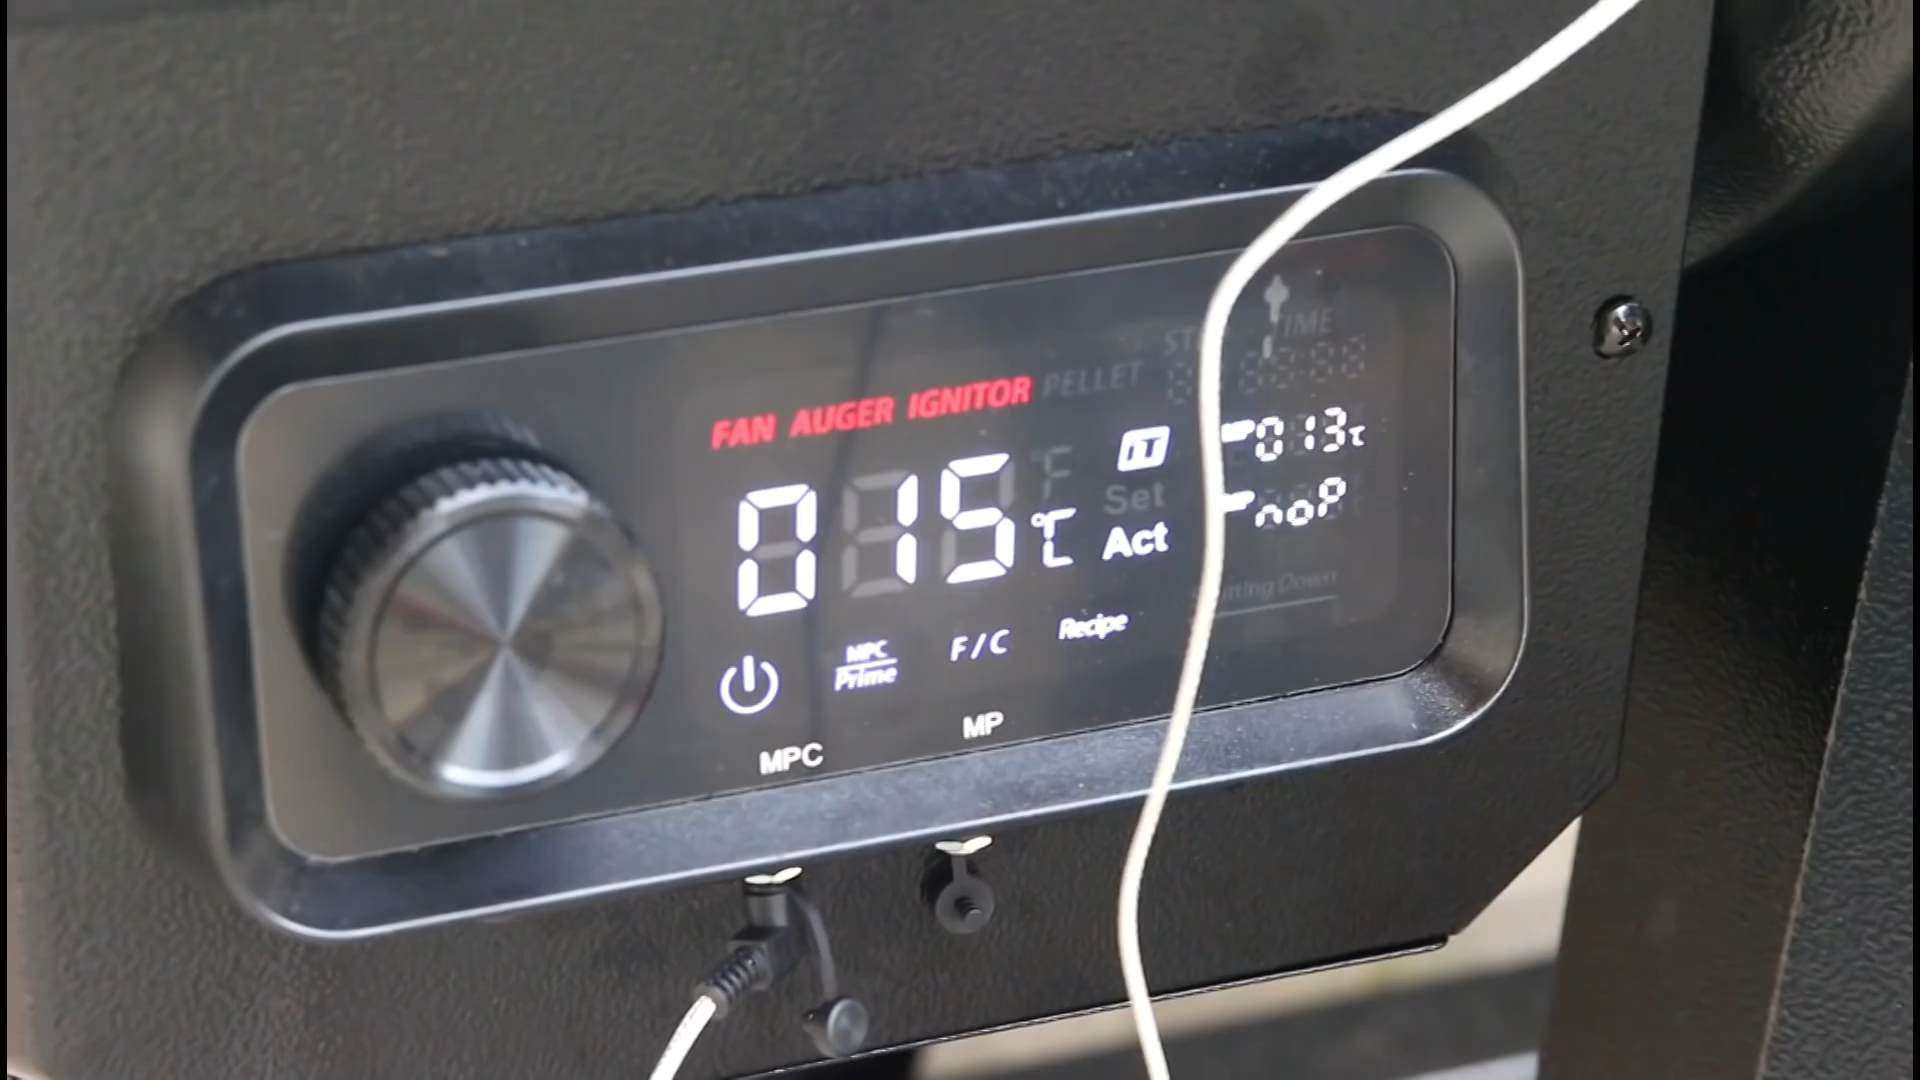 FAN AUGER IGNITOR PELLET
TIME
013℃
015 °C
Set
Act
noP
MPC
Prime
F/C
Recipe
MPC
MP